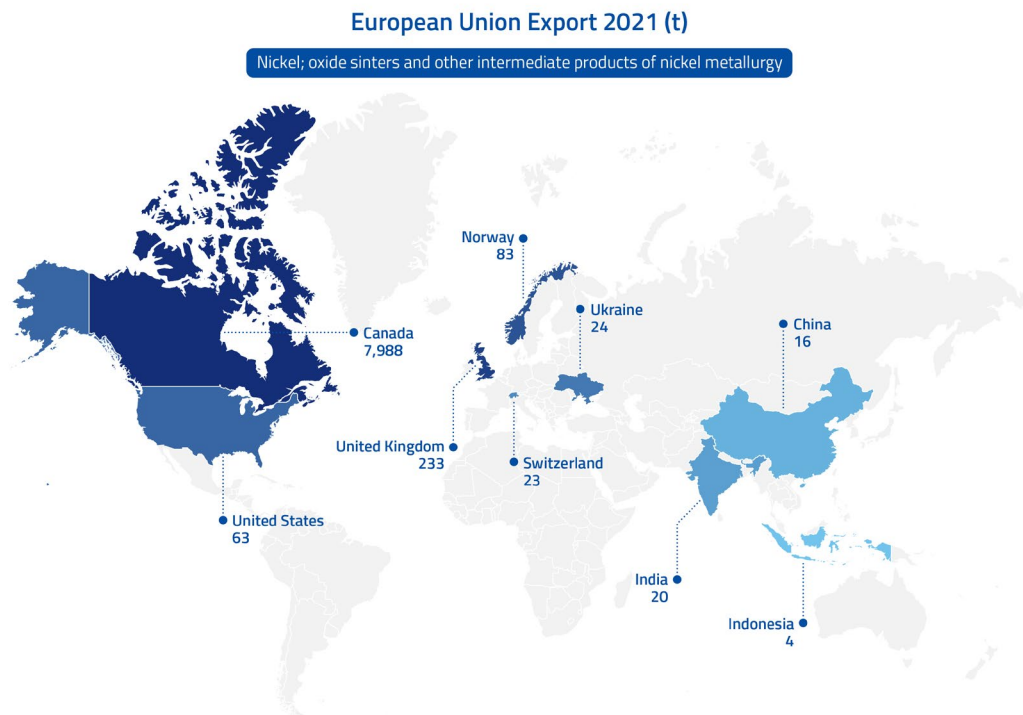 European Union Export 2021 (t)
Nickel; oxide sinters and other intermediate products of nickel metallurgy
Norway
83
Ukraine
24
China
16
Canada
7,988
United Kingdom
233
Switzerland
23
United States
63
India
20
Indonesia
4